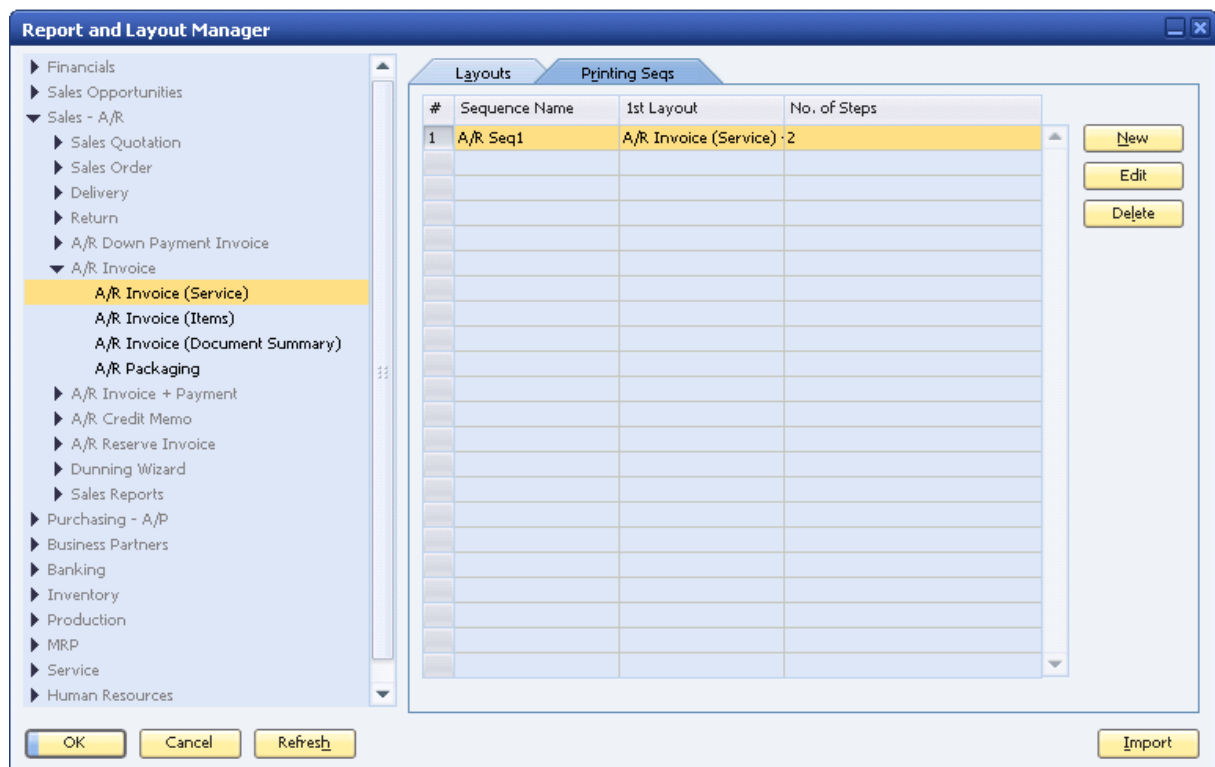 Report and Layout Manager
Financials
Sales Opportunities
Sales - A/R
Sales Quotation
Sales Order
Delivery
Return
A/R Down Payment Invoice
A/R Invoice
A/R Invoice (Service)
A/R Invoice (Items)
A/R Invoice (Document Summary)
A/R Packaging
A/R Invoice + Payment
A/R Credit Memo
A/R Reserve Invoice
Dunning Wizard
Sales Reports
Purchasing - A/P
Business Partners
Banking
Inventory
Production
MRP
Service
Human Resources
Layouts Printing Seqs
# Sequence Name 1st Layout No. of Steps
1 A/R Seq1 A/R Invoice (Service) - 2
New
Edit
Delete
OK Cancel Refresh Import